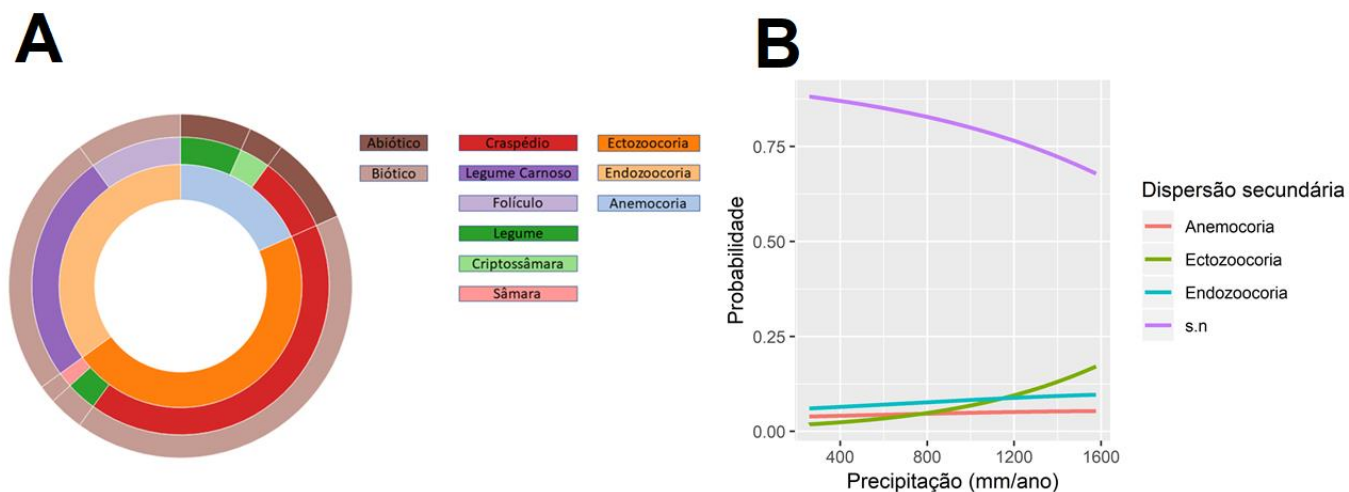 A
Abiótico
Biótico
Craspédio
Legume Carnoso
Folículo
Legume
Criptossâmara
Sâmara
Ectozoocoria
Endozoocoria
Anemocoria
B
Probabilidade
0.75
0.50
0.25
0.00
400 800 1200 1600
Precipitação (mm/ano)
Dispersão secundária
Anemocoria
Ectozoocoria
Endozoocoria
s.n